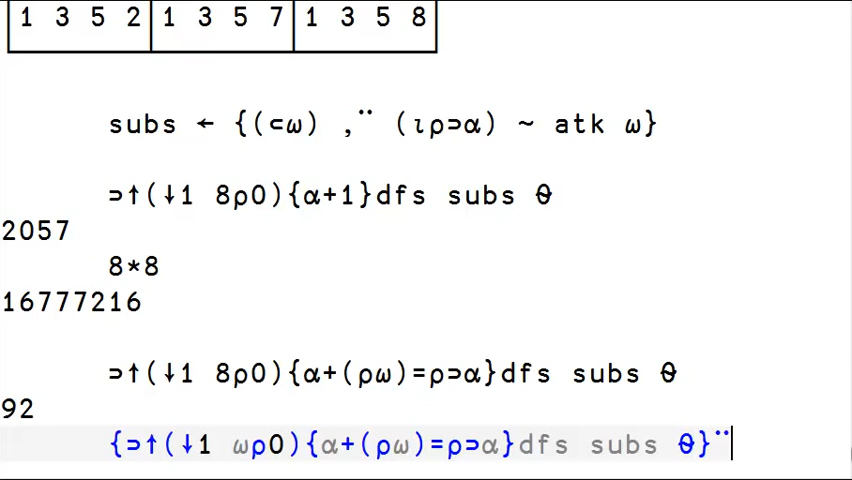 1 3 5 2 1 3 5 7 1 3 5 8
subs ← {(⊂⍵) ,¨ (⍳⍴⊃⍺) ~ atk ⍵}
⊃↑(↓1 8⍴0){⍺+1}dfs subs ⍬
2057
8*8
16777216
⊃↑(↓1 8⍴0){⍺+(⍴⍵)=⍴⊃⍺}dfs subs ⍬
92
{⊃↑(↓1 ⍵⍴0){⍺+(⍴⍵)=⍴⊃⍺}dfs subs ⍬}¨